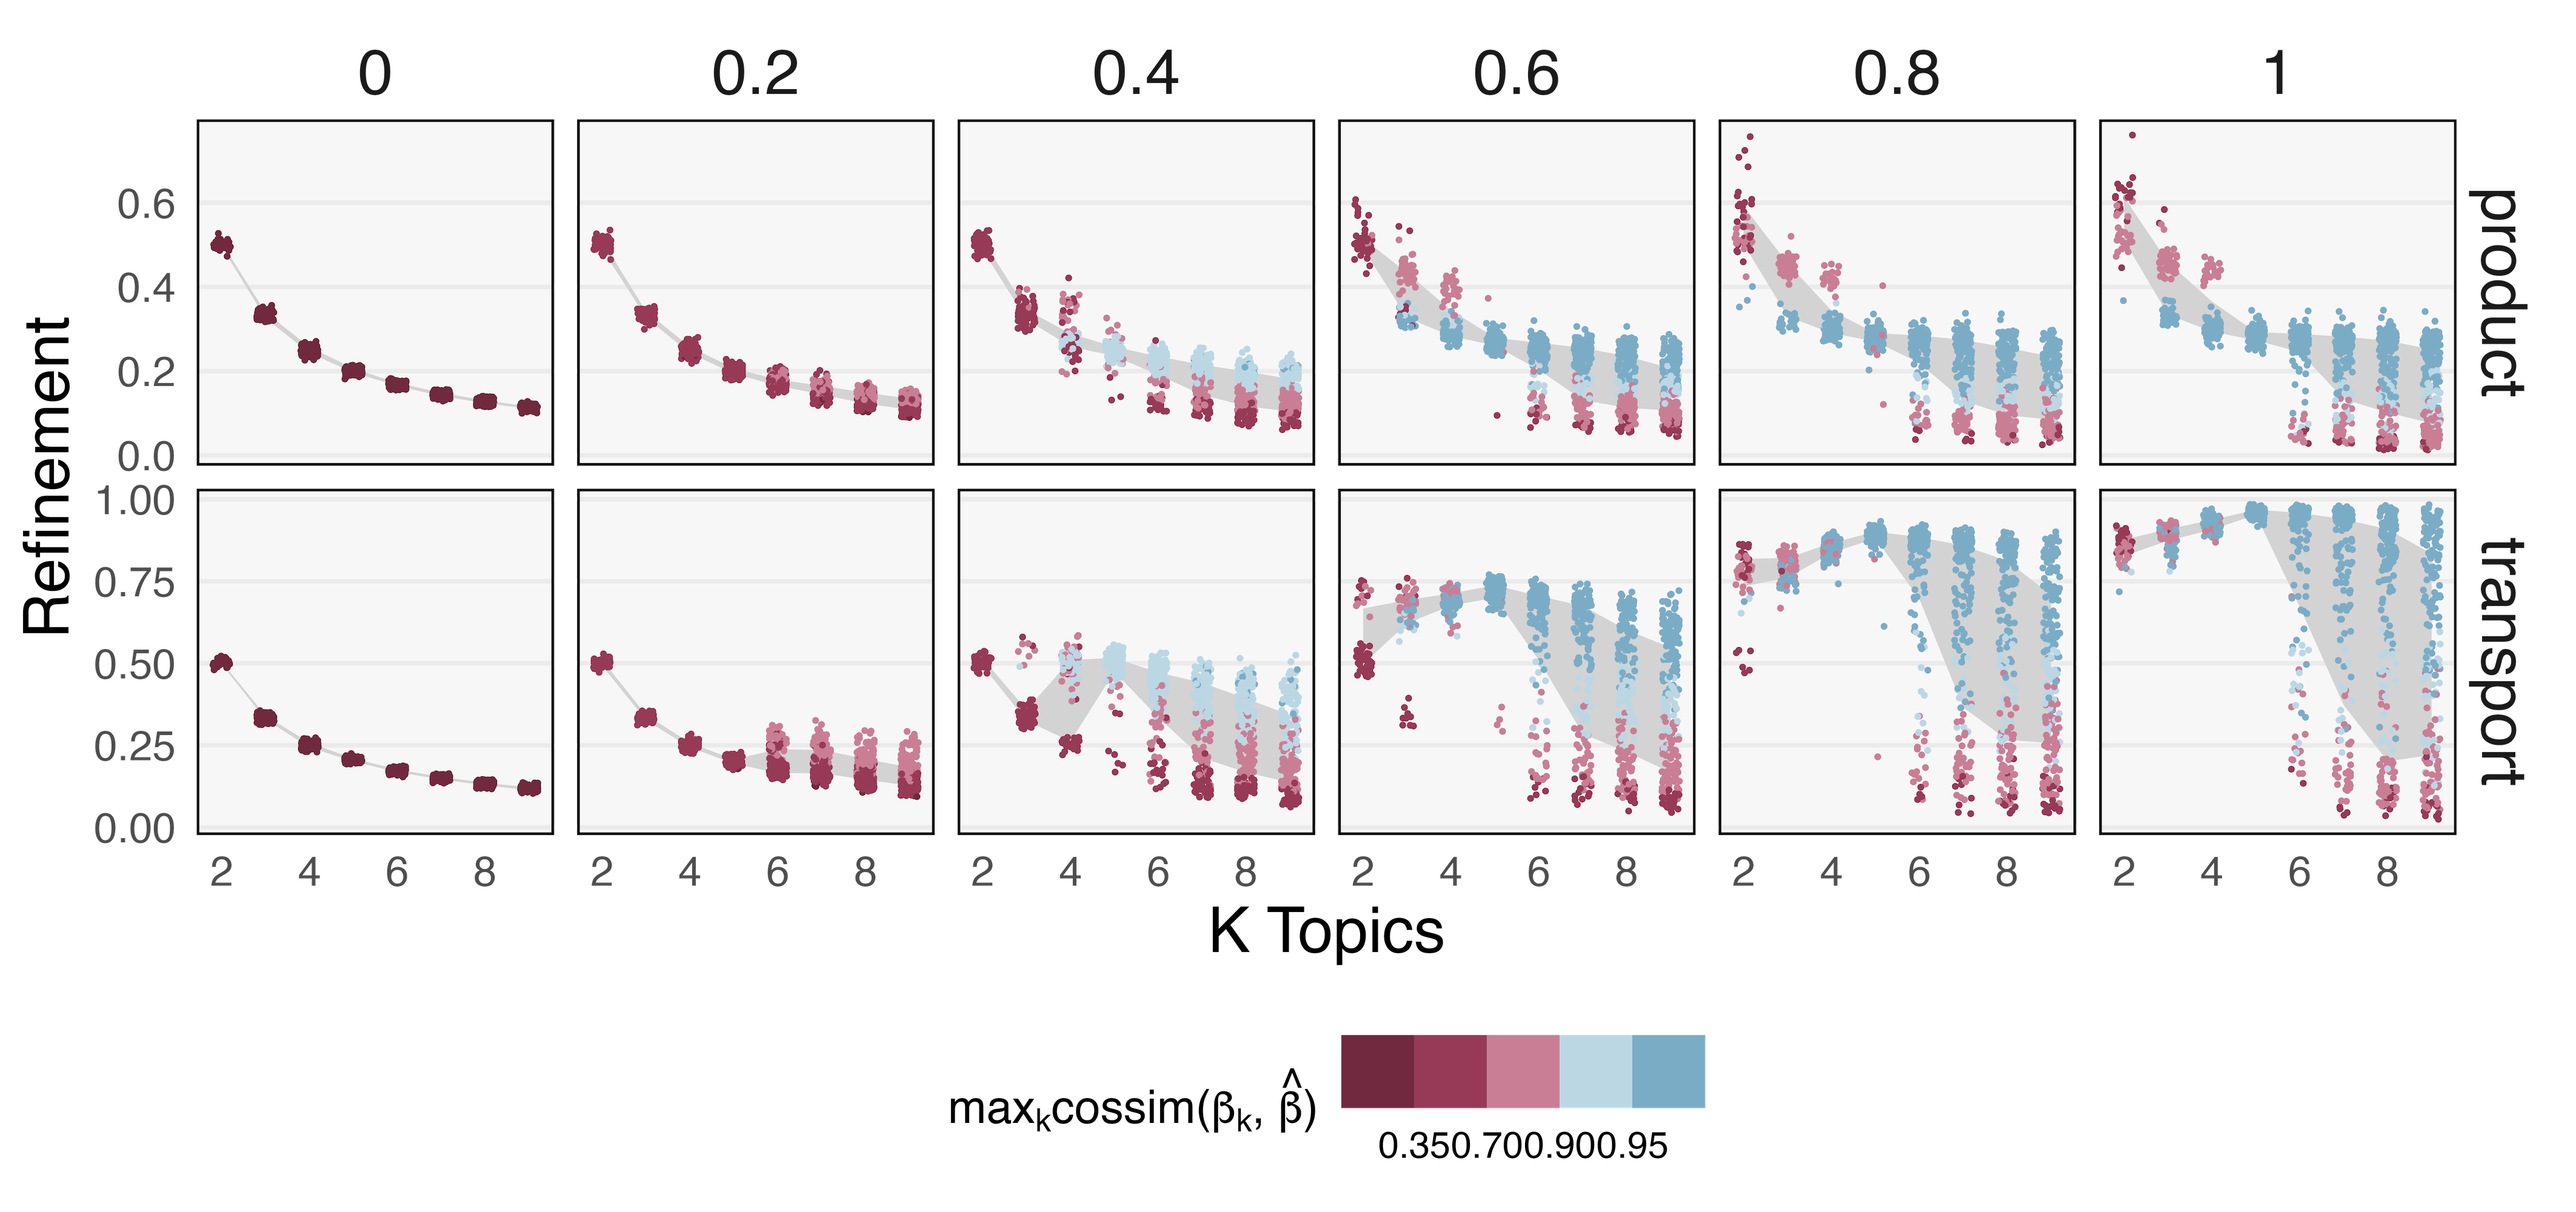 0 0.2 0.4 0.6 0.8 1
0.6
0.4
0.2
0.0
product
Refinement
1.00
0.75
0.50
0.25
0.00
transport
2 4 6 8 2 4 6 8 2 4 6 8 2 4 6 8 2 4 6 8 2 4 6 8
K Topics
maxₖcossim(βₖ, β̂)
0.350.700.900.95